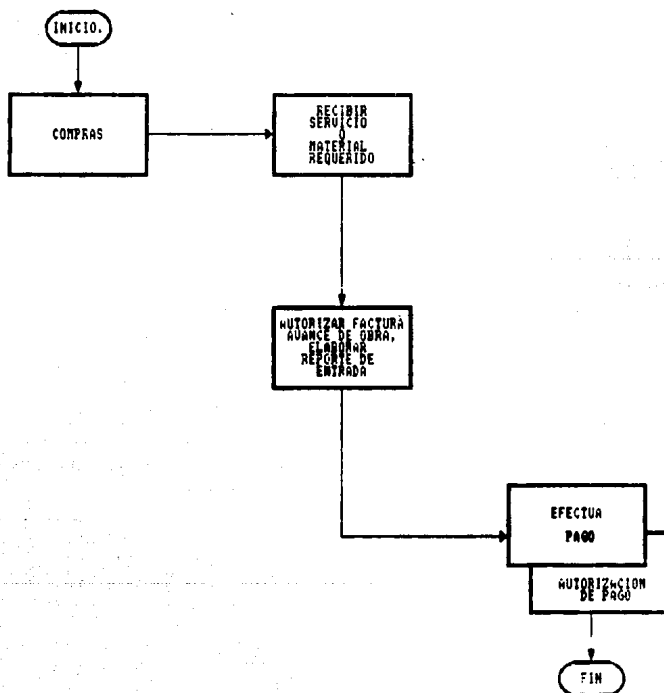 INICIO.
COMPRAS
RECIBIR
SERVICIO
O
MATERIAL
REQUERIDO
AUTORIZAR FACTURA
AVANCE DE OBRA,
ELABORAR
REPORTE DE
ENTRADA
EFECTUA
PAGO
AUTORIZACION
DE PAGO
FIN